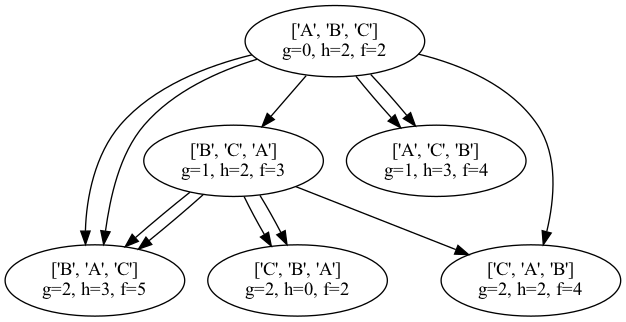 ['A', 'B', 'C']
g=0, h=2, f=2
['B', 'C', 'A']
g=1, h=2, f=3
['A', 'C', 'B']
g=1, h=3, f=4
['B', 'A', 'C']
g=2, h=3, f=5
['C', 'B', 'A']
g=2, h=0, f=2
['C', 'A', 'B']
g=2, h=2, f=4